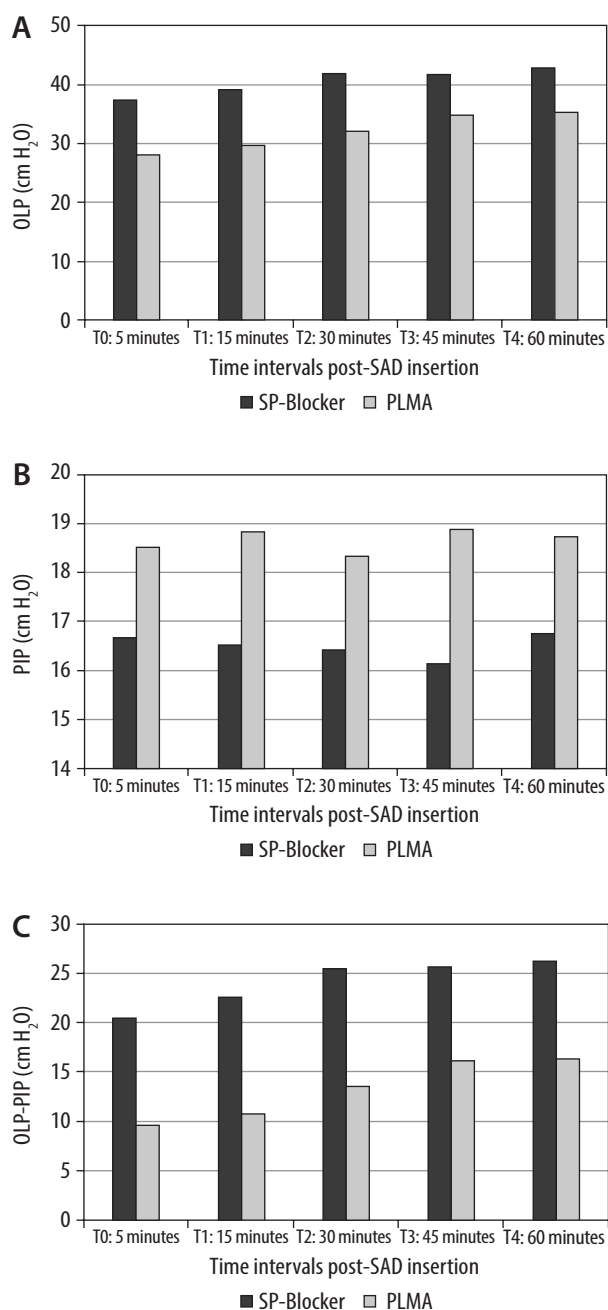 A
OLP (cm H₂O)
50
40
30
20
10
0
T0: 5 minutes T1: 15 minutes T2: 30 minutes T3: 45 minutes T4: 60 minutes
Time intervals post-SAD insertion
SP-Blocker PLMA
B
PIP (cm H₂O)
20
19
18
17
16
15
14
T0: 5 minutes T1: 15 minutes T2: 30 minutes T3: 45 minutes T4: 60 minutes
Time intervals post-SAD insertion
SP-Blocker PLMA
C
OLP-PIP (cm H₂O)
30
25
20
15
10
5
0
T0: 5 minutes T1: 15 minutes T2: 30 minutes T3: 45 minutes T4: 60 minutes
Time intervals post-SAD insertion
SP-Blocker PLMA